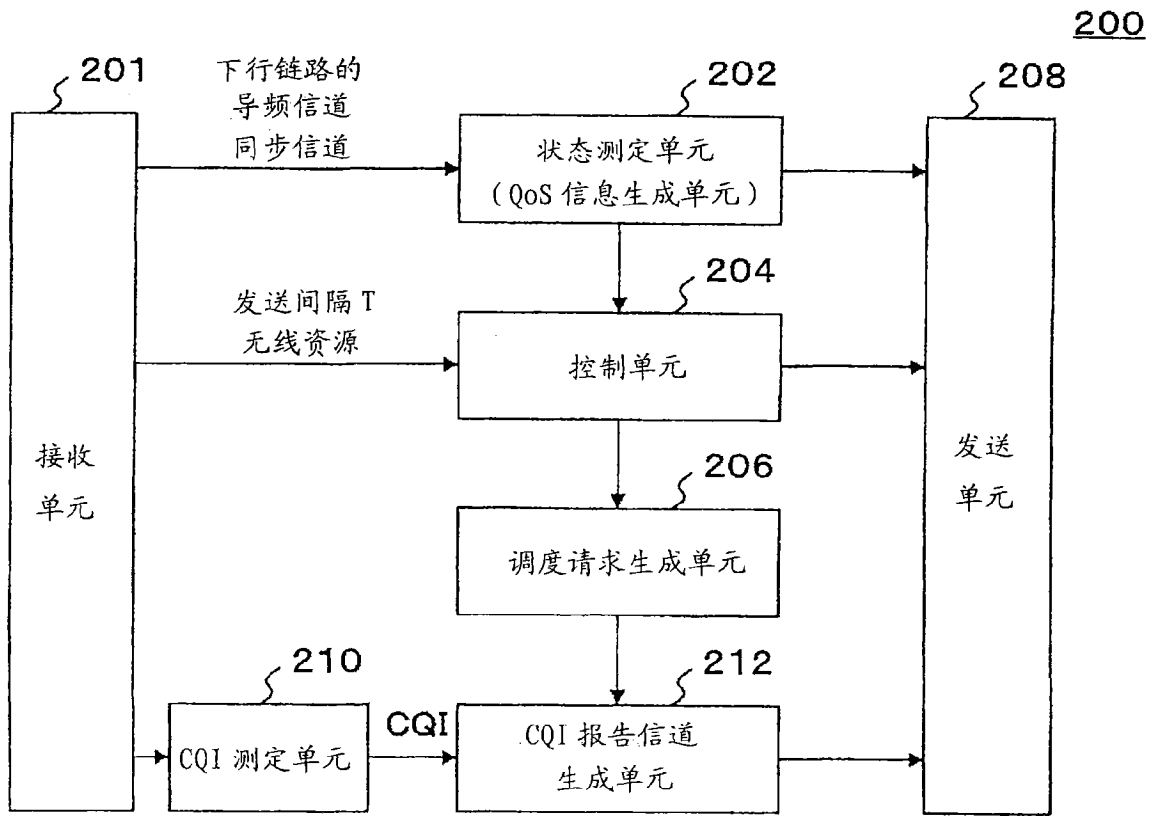 200
201
下行链路的
导频信道
同步信道
202
208
状态测定单元
(QoS 信息生成单元)
204
发送间隔 T
无线资源
控制单元
接收
单元
发送
单元
206
调度请求生成单元
210
212
CQI 测定单元
CQI
CQI 报告信道
生成单元